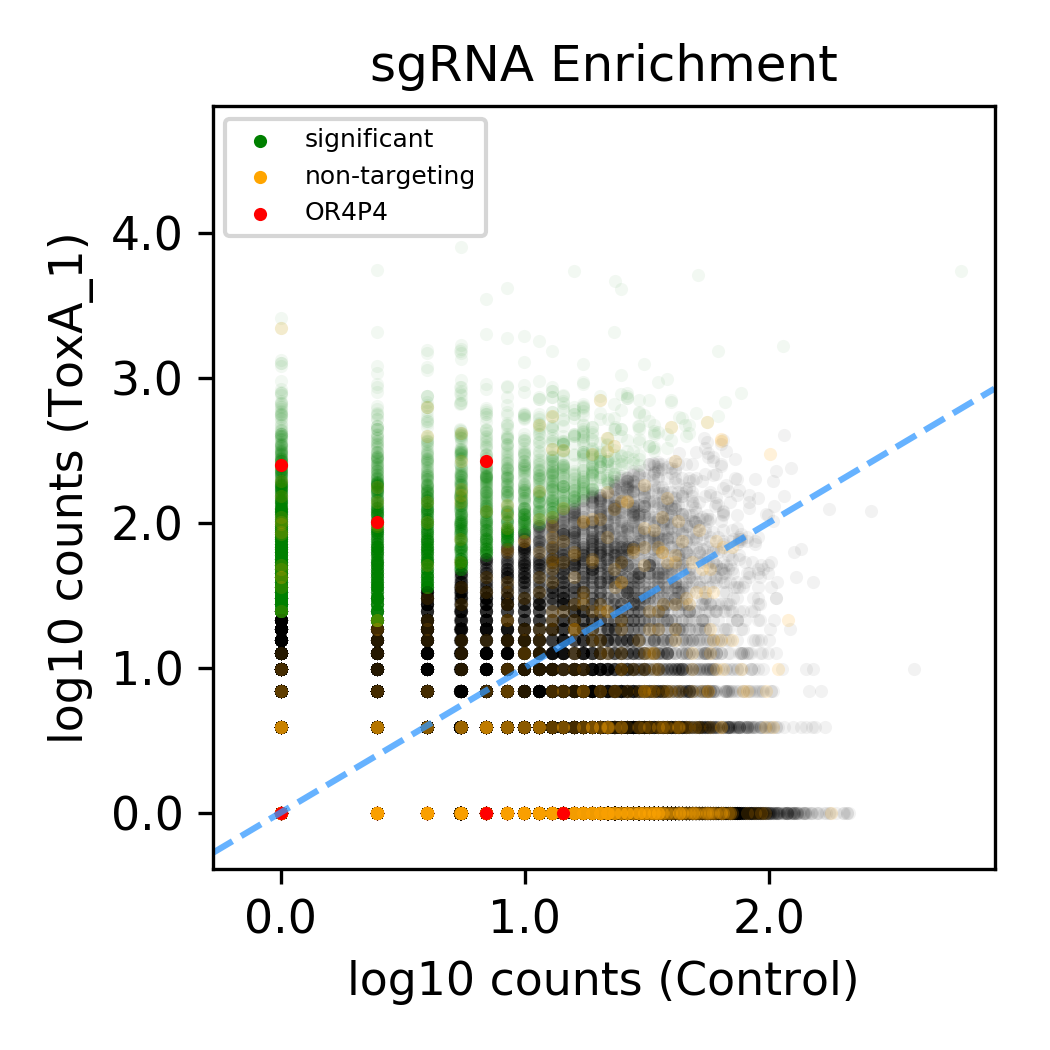 sgRNA Enrichment
significant
non-targeting
OR4P4
log10 counts (ToxA_1)
4.0
3.0
2.0
1.0
0.0
0.0 1.0 2.0
log10 counts (Control)